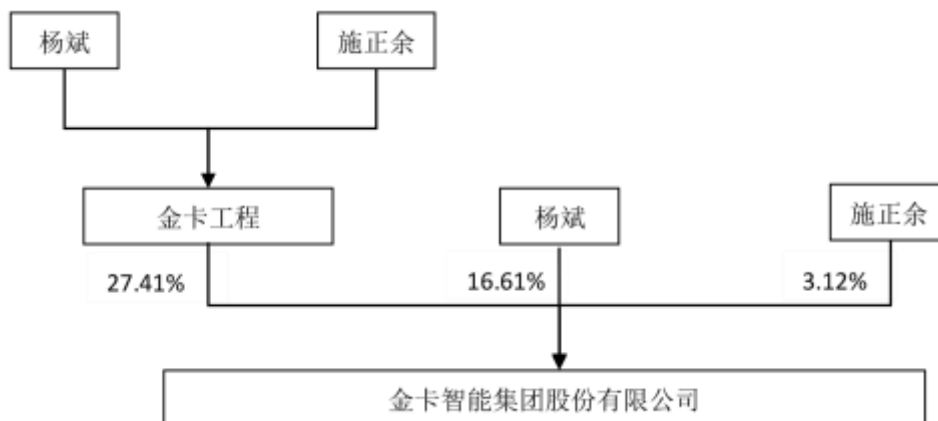 杨斌
施正余
金卡工程
杨斌
施正余
27.41%
16.61%
3.12%
金卡智能集团股份有限公司